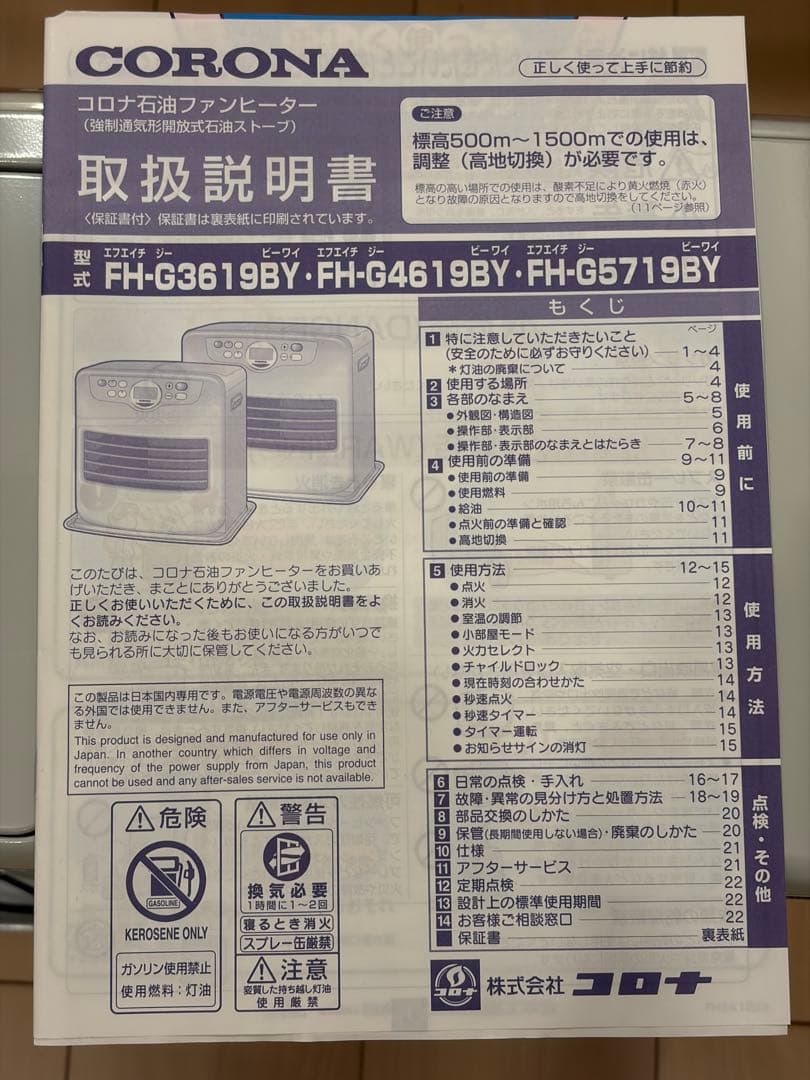 CORONA
正しく使って上手に節約
コロナ石油ファンヒーター
（強制通気形開放式石油ストーブ）
取扱説明書
〈保証書付〉保証書は裏表紙に印刷されています。
ご注意
標高500m～1500mでの使用は、
調整（高地切換）が必要です。
標高の高い場所での使用は、酸素不足により黄火燃焼（赤火）
となり故障の原因となりますので高地切換をしてください。
（11ページ参照）
型式
エフエイチ ジー ビーワイ エフエイチ ジー ビーワイ エフエイチ ジー ビーワイ
FH-G3619BY・FH-G4619BY・FH-G5719BY
もくじ
ページ
1 特に注意していただきたいこと
（安全のために必ずお守りください） 1～4
＊灯油の廃棄について 4
2 使用する場所 4
3 各部のなまえ 5～8
●外観図・構造図 5
●操作部・表示部 6
●操作部・表示部のなまえとはたらき 7～8
4 使用前の準備 9～11
●使用前の準備 9
●使用燃料 9
●給油 10～11
●点火前の準備と確認 11
●高地切換 11
使用前に
5 使用方法 12～15
●点火 12
●消火 12
●室温の調節 13
●小部屋モード 13
●火力セレクト 13
●チャイルドロック 13
●現在時刻の合わせかた 14
●秒速点火 14
●秒速タイマー 14
●タイマー運転 15
●お知らせサインの消灯 15
使用方法
6 日常の点検・手入れ 16～17
7 故障・異常の見分け方と処置方法 18～19
8 部品交換のしかた 20
9 保管（長期間使用しない場合）・廃棄のしかた 20
10 仕様 21
11 アフターサービス 21
12 定期点検 22
13 設計上の標準使用期間 22
14 お客様ご相談窓口 22
保証書 裏表紙
点検・その他
このたびは、コロナ石油ファンヒーターをお買いあ
げいただき、まことにありがとうございました。
正しくお使いいただくために、この取扱説明書をよ
くお読みください。
なお、お読みになった後もお使いになる方がいつで
も見られる所に大切に保管してください。
この製品は日本国内専用です。電源電圧や電源周波数の異な
る外国では使用できません。また、アフターサービスもでき
ません。
This product is designed and manufactured for use only in
Japan. In another country which differs in voltage and
frequency of the power supply from Japan, this product
cannot be used and any after-sales service is not available.
危険
GASOLINE
KEROSENE ONLY
ガソリン使用禁止
使用燃料：灯油
警告
換気必要
1時間に1～2回
寝るとき消火
スプレー缶厳禁
注意
変質した持ち越し灯油
使用厳禁
コロナ
株式会社 コロナ